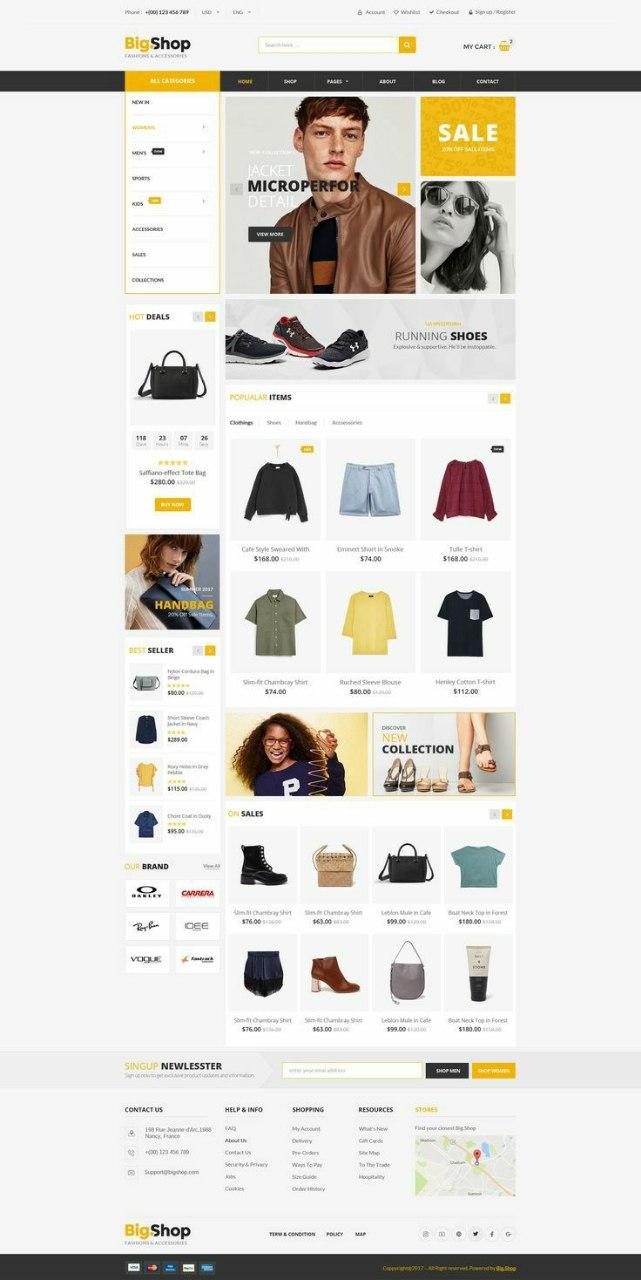 Phone : +(00) 123 456 789
USD
ENG
Account
Wishlist
Checkout
Sign up / Register
Big.Shop
FASHIONS & ACCESSORIES
Search here ...
MY CART :
2
ALL CATEGORIES
HOME
SHOP
PAGES
ABOUT
BLOG
CONTACT
NEW IN
WOMEN'S
MEN'S
SPORTS
KIDS
ACCESSORIES
SALES
COLLECTIONS
JACKET
MICROPERFOR
DETAIL
VIEW MORE
SALE
20% OFF SALE ITEMS
HOT DEALS
118 23 07 26
Days Hours Mins Secs
Saffiano-effect Tote Bag
$280.00 $320.00
BUY NOW
RUNNING SHOES
Explosive & supportive. He'll be instoppable.
POPUALAR ITEMS
Clothings
Shoes
Handbag
Accressories
Cafe Style Sweared With
$168.00 $210.00
Emmett Short in Smoke
$74.00
Tulle T-shirt
$168.00 $210.00
Slim-fit Chambray Shirt
$74.00
Ruched Sleeve Blouse
$80.00 $120.00
Henley Cotton T-shirt
$112.00
SUMMER 2017
HANDBAG
20% Off Sale Items
BEST SELLER
Nylon Cordura Bag in
Beige
$80.00 $120.00
Short Sleeve Coach
Jacket in Navy
$289.00
Roxy Hobo in Grey
Pebble
$115.00 $135.00
Chore Coat in Dusty
$95.00 $135.00
P
DISCOVER
NEW
COLLECTION
ON SALES
Slim-fit Chambray Shirt
$76.00 $136.00
Slim-fit Chambray Shirt
$63.00 $83.00
Leblon Mule in Cafe
$99.00 $120.00
Boat Neck Top in Forest
$180.00 $158.00
Slim-fit Chambray Shirt
$76.00 $136.00
Slim-fit Chambray Shirt
$63.00 $83.00
Leblon Mule in Cafe
$99.00 $120.00
Boat Neck Top in Forest
$180.00 $158.00
OUR BRAND
View All
OAKLEY
CARRERA
Ray-Ban
IDEE
VOGUE
fastrack
SINGUP NEWLESSTER
Sign up now to get exclusive product updates and information
enter your email address
SHOP MEN
SHOP WOMEN
CONTACT US
198 Rue Jeanne-d'Arc,1988
Nancy, France
+(00) 123 456 789
Support@bigshop.com
HELP & INFO
FAQ
About Us
Contact Us
Security & Privacy
Jobs
Cookies
SHOPPING
My Account
Delivery
Pre-Orders
Ways To Pay
Size Guide
Order History
RESOURCES
What's New
Gift Cards
Site Map
To The Trade
Hospitality
STORES
Find your closest Big.Shop
Chatham
Summit
Big.Shop
FASHIONS & ACCESSORIES
TERM & CONDITION
POLICY
MAP
VISA
Copyright@2017 - All Right reserved. Powered by Big.Shop